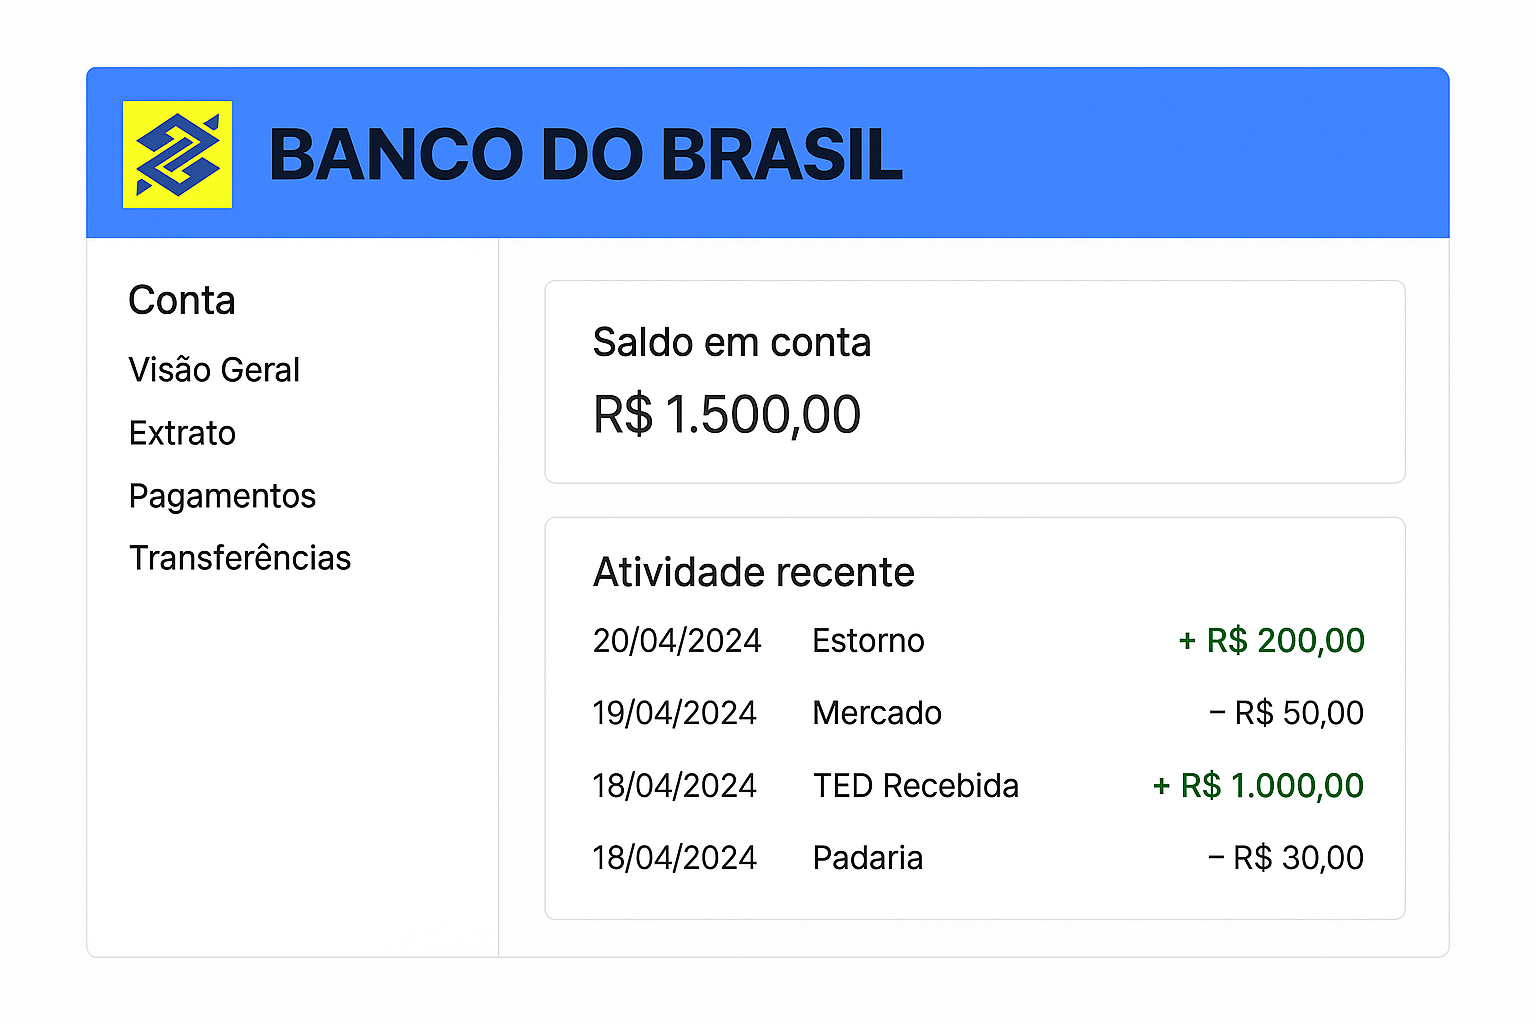 BANCO DO BRASIL
Conta
Visão Geral
Extrato
Pagamentos
Transferências
Saldo em conta
R$ 1.500,00
Atividade recente
20/04/2024 Estorno + R$ 200,00
19/04/2024 Mercado – R$ 50,00
18/04/2024 TED Recebida + R$ 1.000,00
18/04/2024 Padaria – R$ 30,00